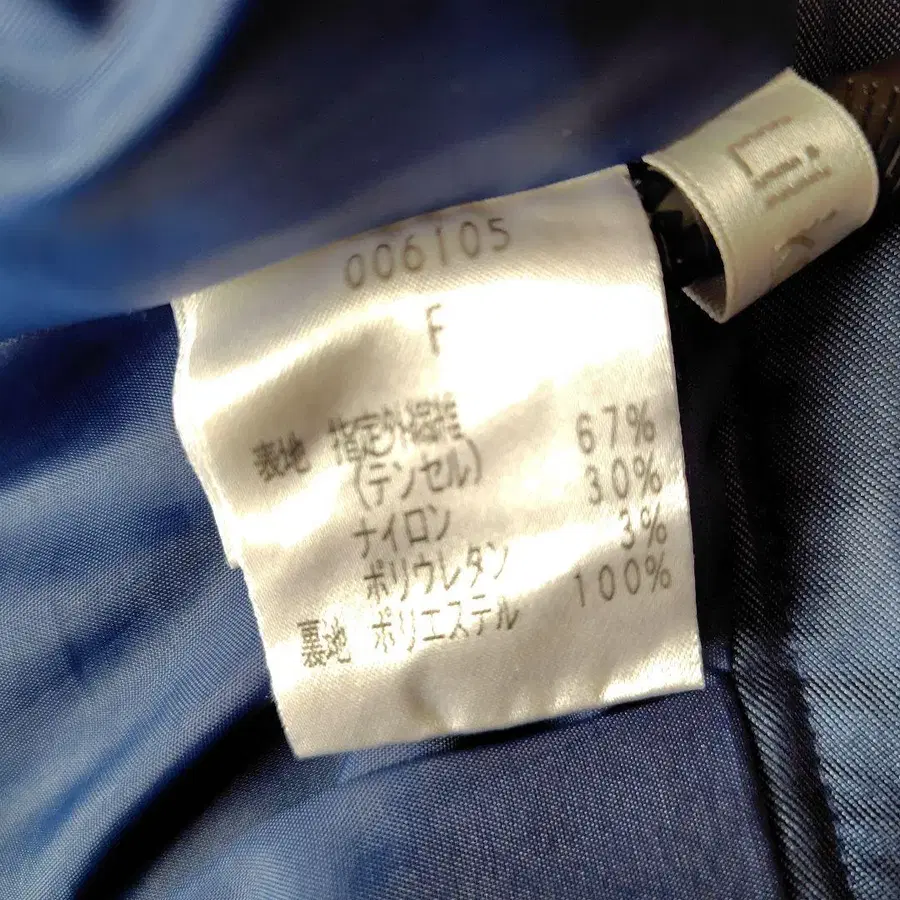 006105
F
表地 指定外繊維 67%
(テンセル)
ナイロン 30%
ポリウレタン 3%
裏地 ポリエステル 100%